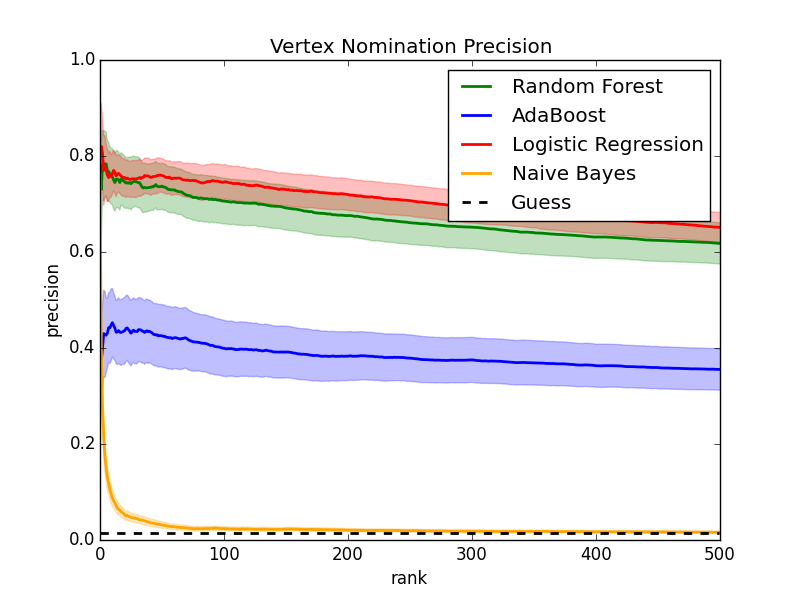 Vertex Nomination Precision
1.0
0.8
0.6
0.4
0.2
0.0
precision
Random Forest
AdaBoost
Logistic Regression
Naive Bayes
Guess
0 100 200 300 400 500
rank